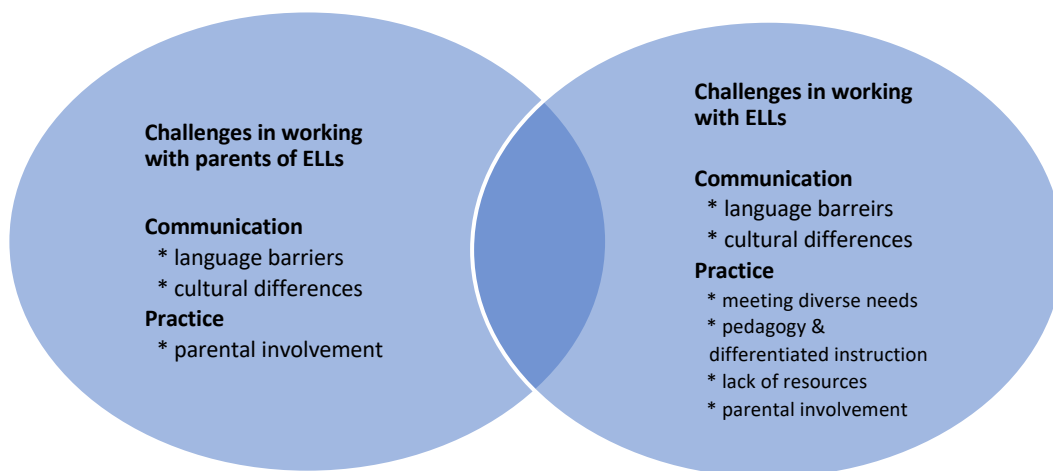 Challenges in working
with parents of ELLs
Communication
* language barriers
* cultural differences
Practice
* parental involvement
Challenges in working
with ELLs
Communication
* language barreirs
* cultural differences
Practice
* meeting diverse needs
* pedagogy &
differentiated instruction
* lack of resources
* parental involvement